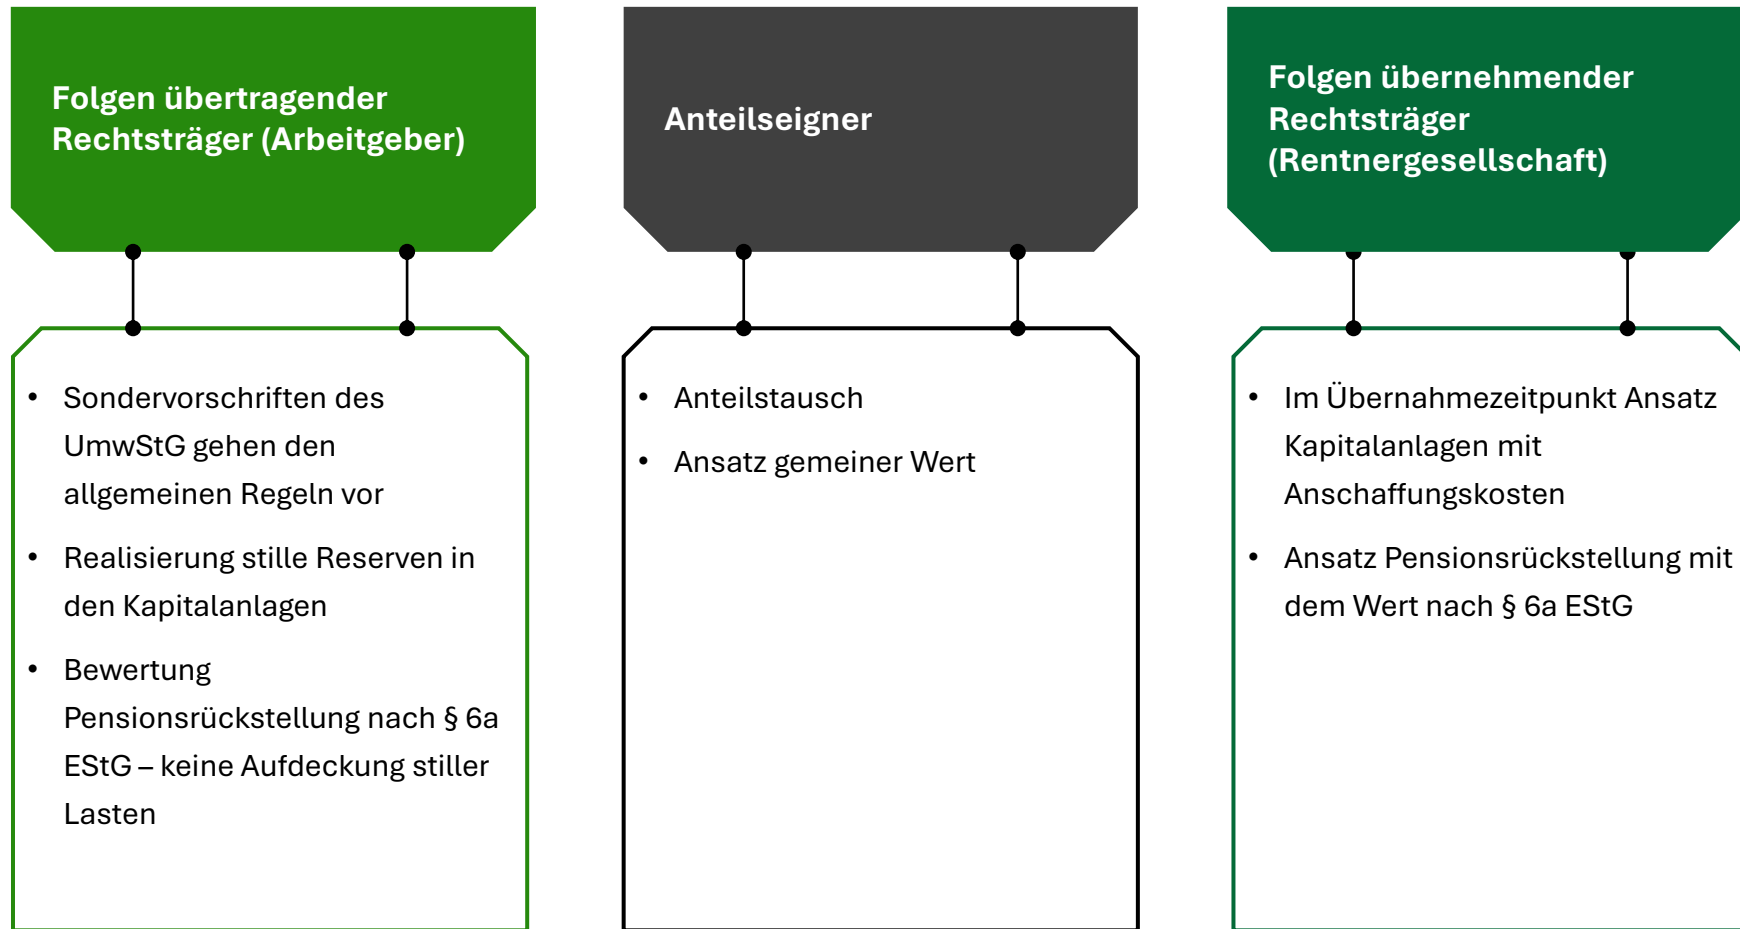 Folgen übertragender
Rechtsträger (Arbeitgeber)
• Sondervorschriften des
UmwStG gehen den
allgemeinen Regeln vor
• Realisierung stille Reserven in
den Kapitalanlagen
• Bewertung
Pensionsrückstellung nach § 6a
EStG – keine Aufdeckung stiller
Lasten
Anteilseigner
• Anteilstausch
• Ansatz gemeiner Wert
Folgen übernehmender
Rechtsträger
(Rentnergesellschaft)
• Im Übernahmezeitpunkt Ansatz
Kapitalanlagen mit
Anschaffungskosten
• Ansatz Pensionsrückstellung mit
dem Wert nach § 6a EStG